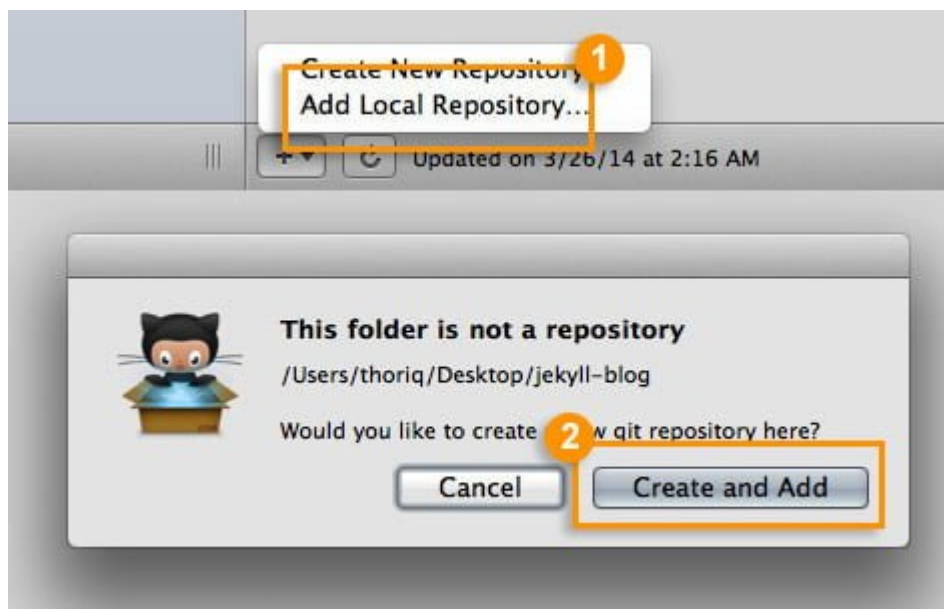 1
Create New Repository
Add Local Repository...
+ Updated on 3/26/14 at 2:16 AM
This folder is not a repository
/Users/thoriq/Desktop/jekyll-blog
Would you like to create w git repository here?
2
Cancel Create and Add